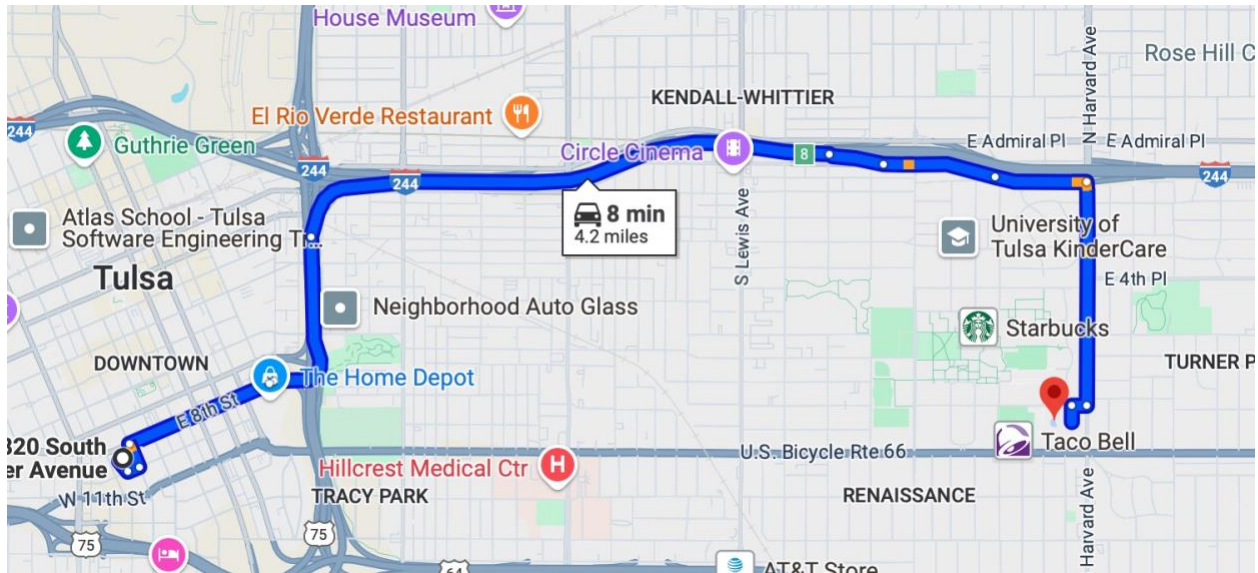 House Museum
Rose Hill C
N Harvard Ave
KENDALL-WHITTIER
El Rio Verde Restaurant
244
Guthrie Green
E Admiral Pl
E Admiral Pl
Circle Cinema
8
244
244
244
8 min
4.2 miles
S Lewis Ave
Atlas School - Tulsa
Software Engineering Tr...
University of
Tulsa KinderCare
Tulsa
E 4th Pl
Neighborhood Auto Glass
Starbucks
DOWNTOWN
TURNER P
The Home Depot
E 8th St
820 South
er Avenue
Taco Bell
U.S. Bicycle Rte 66
Hillcrest Medical Ctr
H
W 11th St
TRACY PARK
RENAISSANCE
Harvard Ave
75
75
64
AT&T
AT&T Store